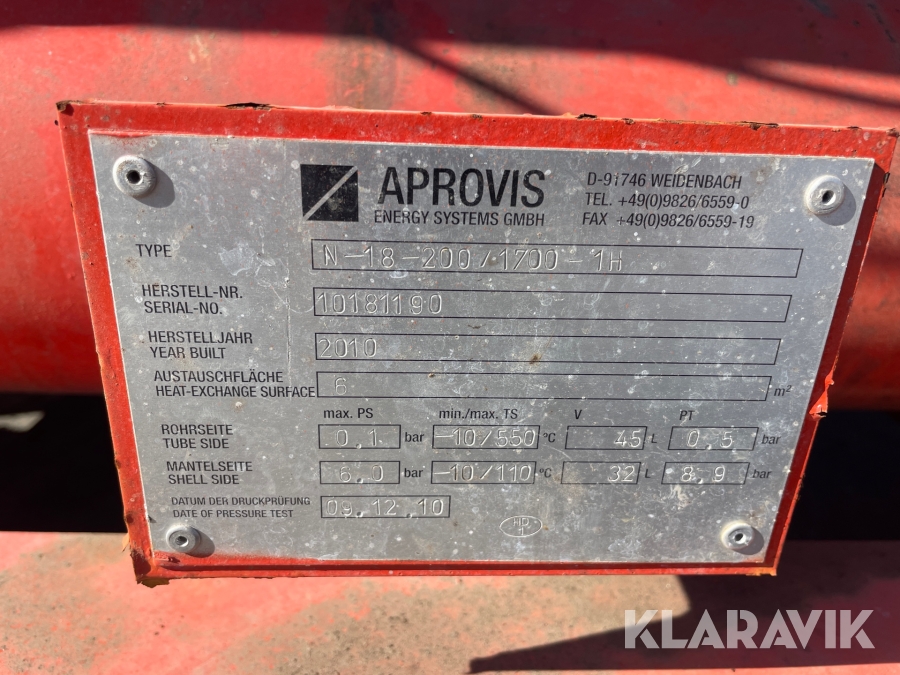 APROVIS
ENERGY SYSTEMS GMBH
D-91746 WEIDENBACH
TEL. +49(0)9826/6559-0
FAX +49(0)9826/6559-19
TYPE N-18-200/1700-1H
HERSTELL-NR.
SERIAL-NO. 10181190
HERSTELLJAHR
YEAR BUILT 2010
AUSTAUSCHFLÄCHE
HEAT-EXCHANGE SURFACE 6 m²
max. PS min./max. TS V PT
ROHRSEITE
TUBE SIDE 0,1 bar -10/550 °C 45 L 0,5 bar
MANTELSEITE
SHELL SIDE 6,0 bar -10/110 °C 32 L 8,9 bar
DATUM DER DRUCKPRÜFUNG
DATE OF PRESSURE TEST 09.12.10
HD
1
KLARAVIK